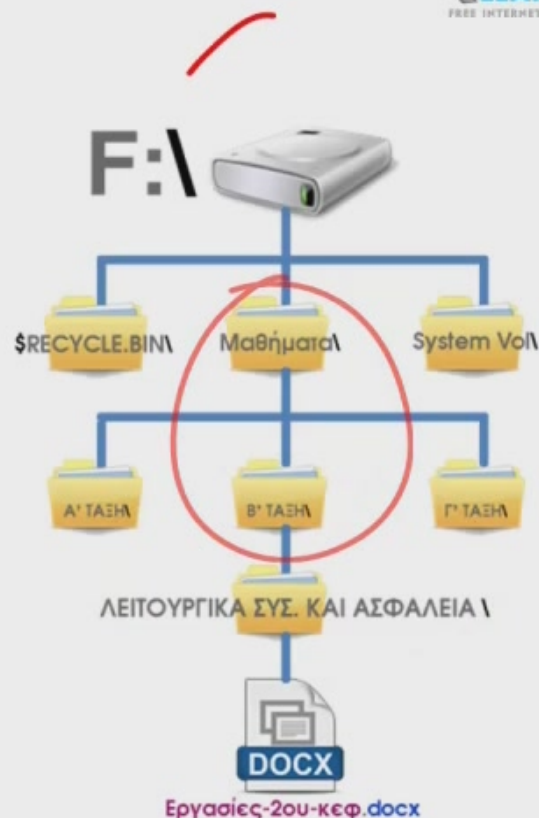 FREE INTERNET
F:\
$RECYCLE.BIN\
Μαθήματα\
System Vol\
Α' ΤΑΞΗ\
Β' ΤΑΞΗ\
Γ' ΤΑΞΗ\
ΛΕΙΤΟΥΡΓΙΚΑ ΣΥΣ. ΚΑΙ ΑΣΦΑΛΕΙΑ \
DOCX
Εργασίες-2ου-κεφ.docx